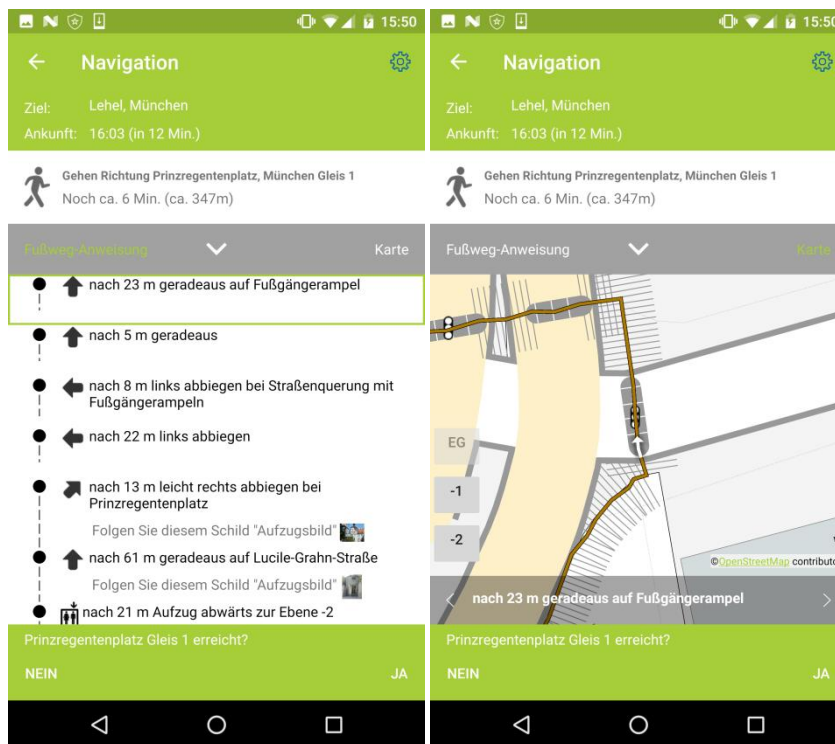 15:50
Navigation
Ziel: Lehel, München
Ankunft: 16:03 (in 12 Min.)
Gehen Richtung Prinzregentenplatz, München Gleis 1
Noch ca. 6 Min. (ca. 347m)
Fußweg-Anweisung
Karte
nach 23 m geradeaus auf Fußgängerampel
nach 5 m geradeaus
nach 8 m links abbiegen bei Straßenquerung mit
Fußgängerampeln
nach 22 m links abbiegen
nach 13 m leicht rechts abbiegen bei
Prinzregentenplatz
Folgen Sie diesem Schild "Aufzugsbild"
nach 61 m geradeaus auf Lucile-Grahn-Straße
Folgen Sie diesem Schild "Aufzugsbild"
nach 21 m Aufzug abwärts zur Ebene -2
Prinzregentenplatz Gleis 1 erreicht?
NEIN
JA
15:50
Navigation
Ziel: Lehel, München
Ankunft: 16:03 (in 12 Min.)
Gehen Richtung Prinzregentenplatz, München Gleis 1
Noch ca. 6 Min. (ca. 347m)
Fußweg-Anweisung
Karte
EG
-1
-2
©OpenStreetMap contributo
nach 23 m geradeaus auf Fußgängerampel
Prinzregentenplatz Gleis 1 erreicht?
NEIN
JA